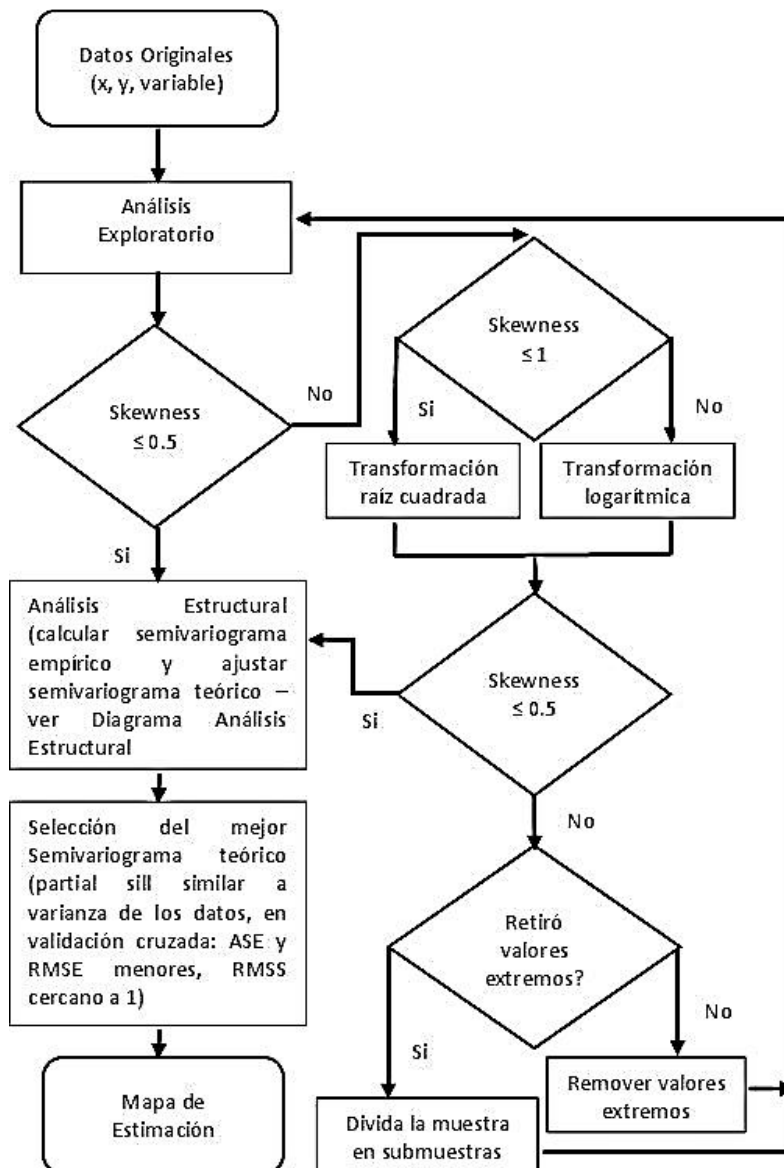 Datos Originales
(x, y, variable)
Análisis
Exploratorio
Skewness
≤ 0.5
No
Si
Skewness
≤ 1
Si
No
Transformación
raíz cuadrada
Transformación
logarítmica
Skewness
≤ 0.5
Si
No
Análisis Estructural
(calcular semivariograma
empírico y ajustar
semivariograma teórico –
ver Diagrama Análisis
Estructural
Selección del mejor
Semivariograma teórico
(partial sill similar a
varianza de los datos, en
validación cruzada: ASE y
RMSE menores, RMSS
cercano a 1)
Mapa de
Estimación
Retiró
valores
extremos?
Si
No
Divida la muestra
en submuestras
Remover valores
extremos